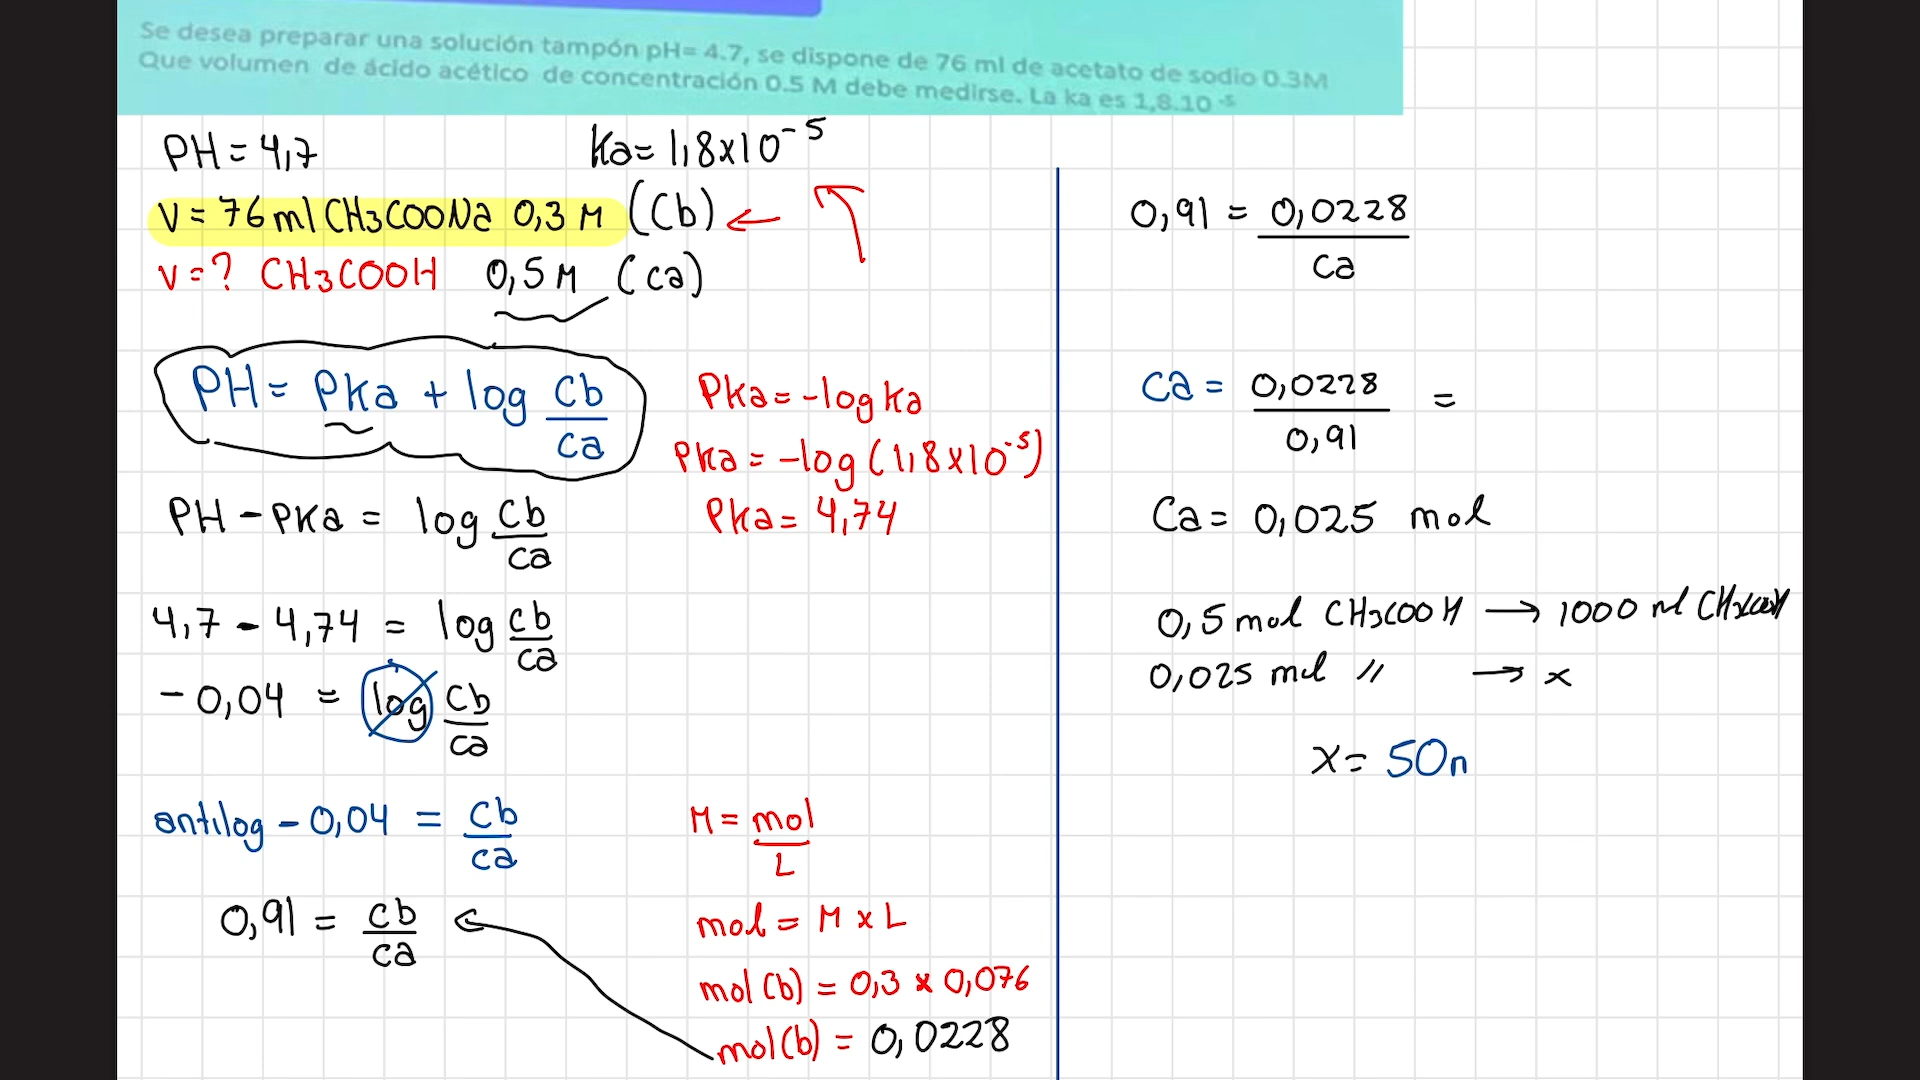 Se desea preparar una solución tampón pH= 4.7, se dispone de 76 ml de acetato de sodio 0.3M
Que volumen de ácido acético de concentración 0.5 M debe medirse. La ka es 1,8.10 -5
PH = 4,7
Ka = 1,8x10^-5
V = 76 ml CH3COONa 0,3 M (Cb) ←
V = ? CH3COOH 0,5 M (ca)
PH = PKa + log Cb/ca
PH - PKa = log Cb/ca
4,7 - 4,74 = log Cb/ca
-0,04 = log Cb/ca
antilog -0,04 = Cb/ca
0,91 = cb/ca
PKa = -log Ka
PKa = -log (1,8x10^-5)
PKa = 4,74
M = mol/L
mol = M x L
mol (b) = 0,3 x 0,076
mol (b) = 0,0228
0,91 = 0,0228/ca
Ca = 0,0228/0,91 =
Ca = 0,025 mol
0,5 mol CH3COOH → 1000 ml CH3COOH
0,025 mol " → x
X = 50